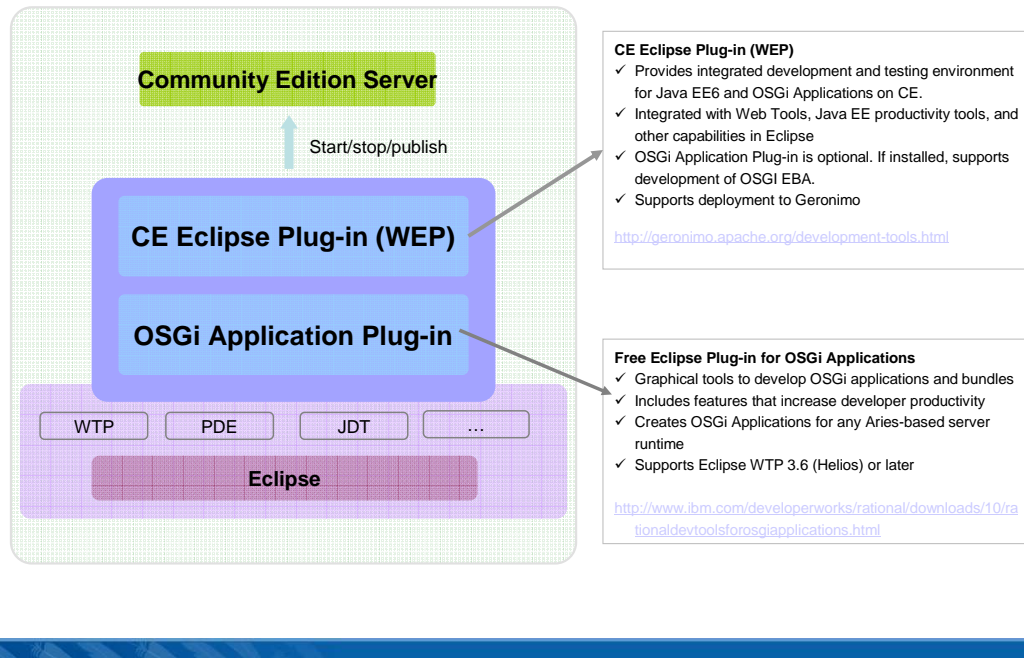 Community Edition Server
Start/stop/publish
CE Eclipse Plug-in (WEP)
OSGi Application Plug-in
WTP
PDE
JDT
…
Eclipse
CE Eclipse Plug-in (WEP)
✓ Provides integrated development and testing environment
for Java EE6 and OSGi Applications on CE.
✓ Integrated with Web Tools, Java EE productivity tools, and
other capabilities in Eclipse
✓ OSGi Application Plug-in is optional. If installed, supports
development of OSGI EBA.
✓ Supports deployment to Geronimo
http://geronimo.apache.org/development-tools.html
Free Eclipse Plug-in for OSGi Applications
✓ Graphical tools to develop OSGi applications and bundles
✓ Includes features that increase developer productivity
✓ Creates OSGi Applications for any Aries-based server
runtime
✓ Supports Eclipse WTP 3.6 (Helios) or later
http://www.ibm.com/developerworks/rational/downloads/10/ra
tionaldevtoolsforosgiapplications.html